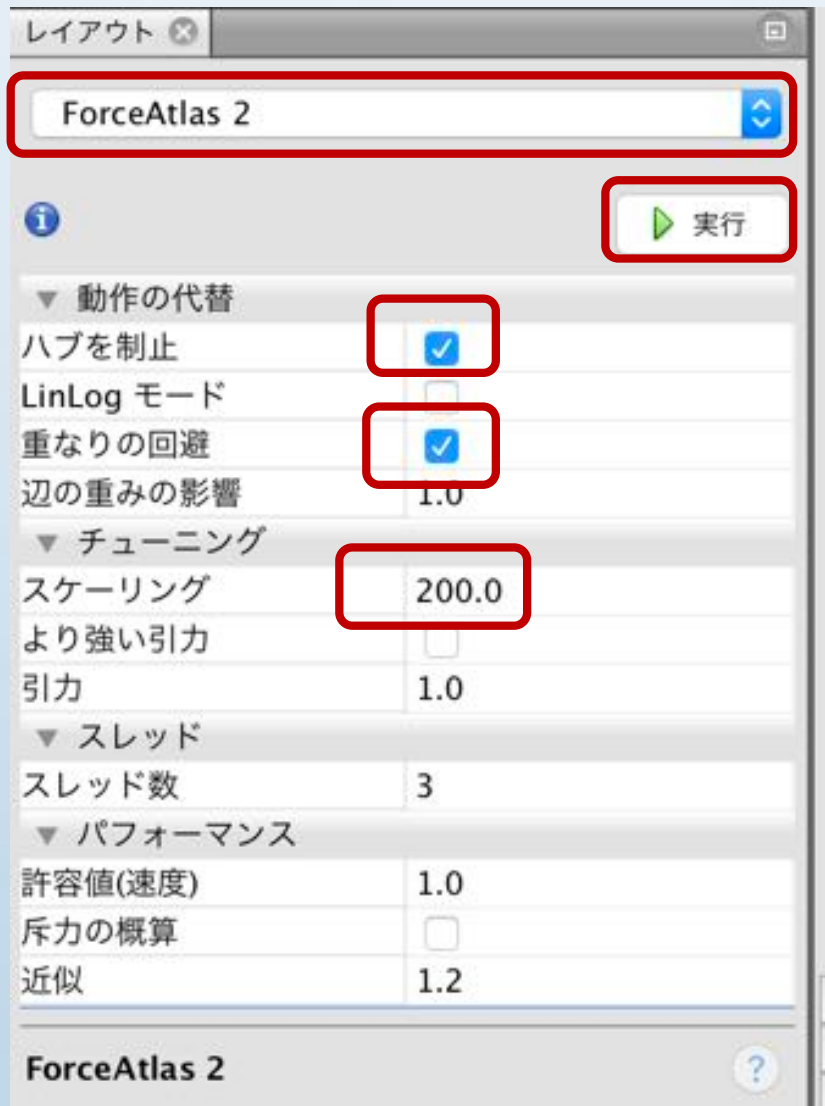 レイアウト
ForceAtlas 2
実行
動作の代替
ハブを制止
LinLog モード
重なりの回避
辺の重みの影響 1.0
チューニング
スケーリング 200.0
より強い引力
引力 1.0
スレッド
スレッド数 3
パフォーマンス
許容値(速度) 1.0
斥力の概算
近似 1.2
ForceAtlas 2 ?